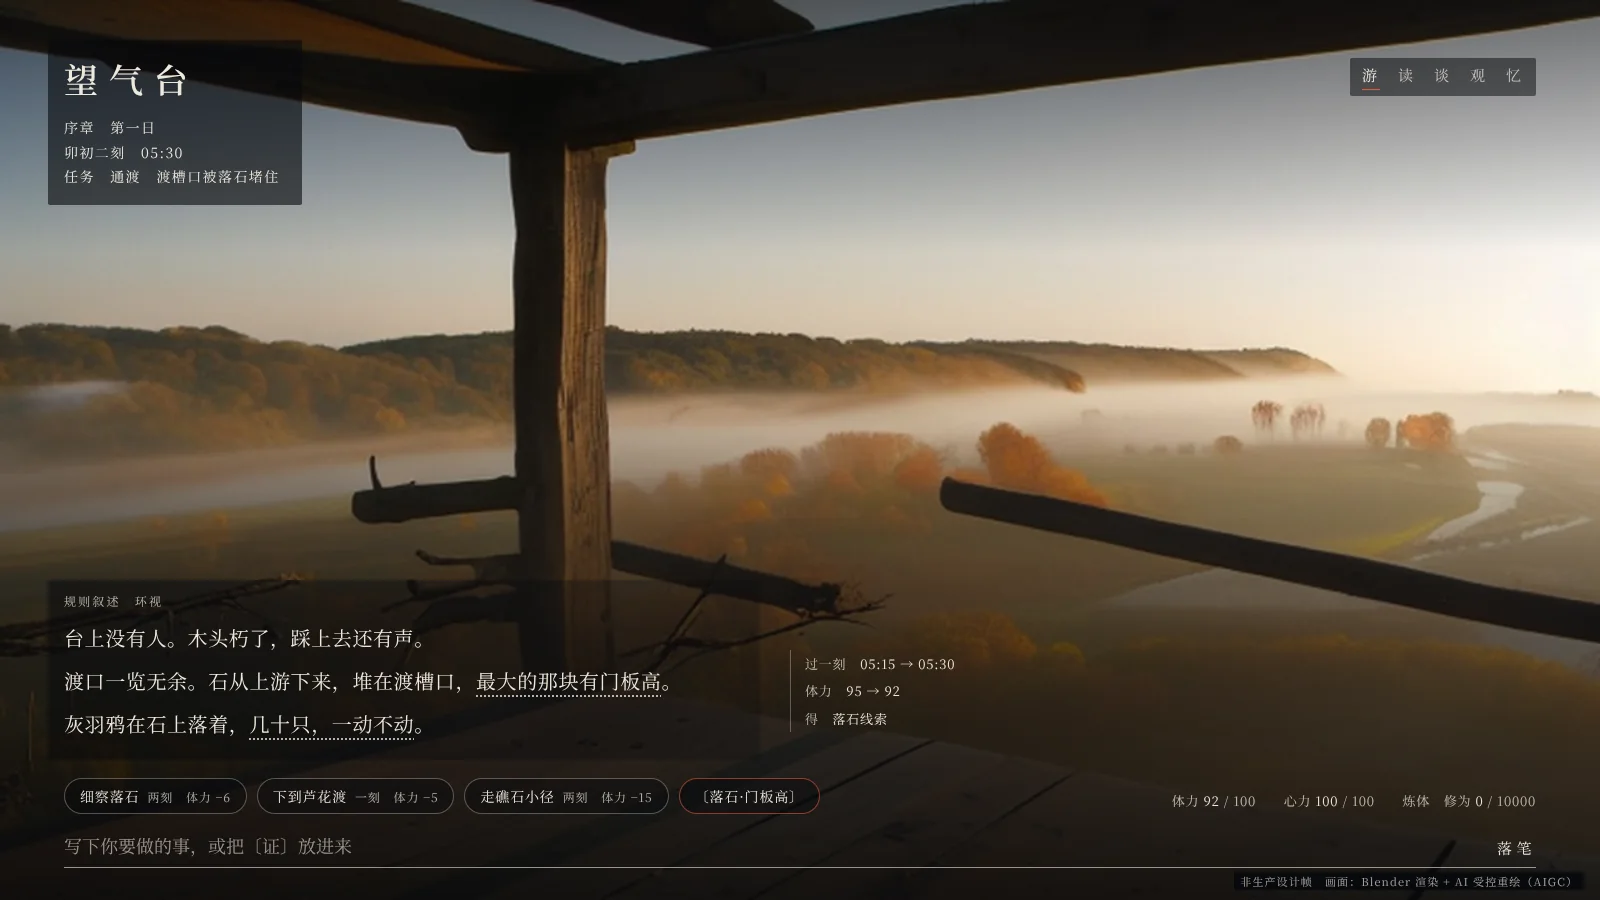 望气台
序章 第一日
卯初二刻 05:30
任务 通渡 渡槽口被落石堵住
游 读 谈 观 忆
规则叙述 环视
台上没有人。木头朽了，踩上去还有声。
渡口一览无余。石从上游下来，堆在渡槽口，最大的那块有门板高。
灰羽鸦在石上落着，几十只，一动不动。
过一刻 05:15 → 05:30
体力 95 → 92
得 落石线索
细察落石 两刻 体力 −6
下到芦花渡 一刻 体力 −5
走礁石小径 两刻 体力 −15
〔落石·门板高〕
体力 92 / 100 心力 100 / 100 炼体 修为 0 / 10000
写下你要做的事，或把〔证〕放进来
落笔
非生产设计帧 画面：Blender 渲染 + AI 受控重绘（AIGC）